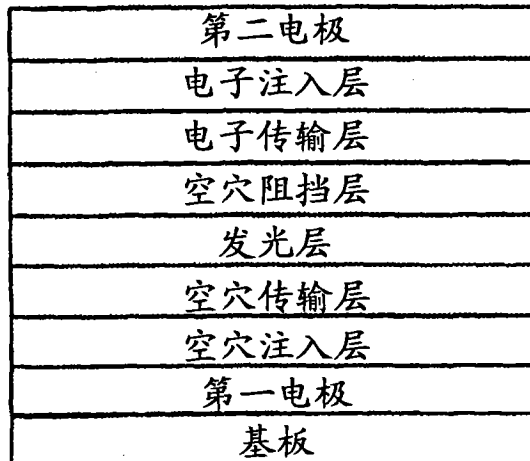 第二电极
电子注入层
电子传输层
空穴阻挡层
发光层
空穴传输层
空穴注入层
第一电极
基板